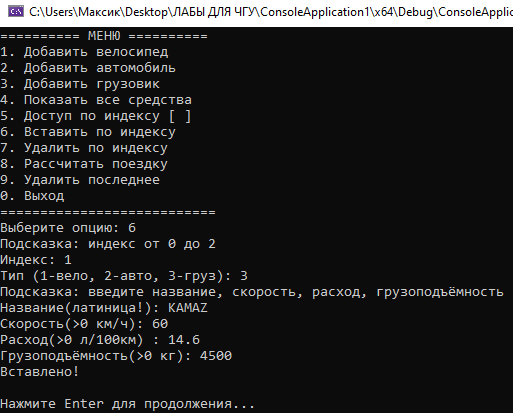 C:\Users\Максик\Desktop\ЛАБЫ ДЛЯ ЧГУ\ConsoleApplication1\x64\Debug\ConsoleApplic
========== МЕНЮ ==========
1. Добавить велосипед
2. Добавить автомобиль
3. Добавить грузовик
4. Показать все средства
5. Доступ по индексу [ ]
6. Вставить по индексу
7. Удалить по индексу
8. Рассчитать поездку
9. Удалить последнее
0. Выход
===========================
Выберите опцию: 6
Подсказка: индекс от 0 до 2
Индекс: 1
Тип (1-вело, 2-авто, 3-груз): 3
Подсказка: введите название, скорость, расход, грузоподъёмность
Название(латиница!): KAMAZ
Скорость(>0 км/ч): 60
Расход(>0 л/100км) : 14.6
Грузоподъёмность(>0 кг): 4500
Вставлено!
Нажмите Enter для продолжения...